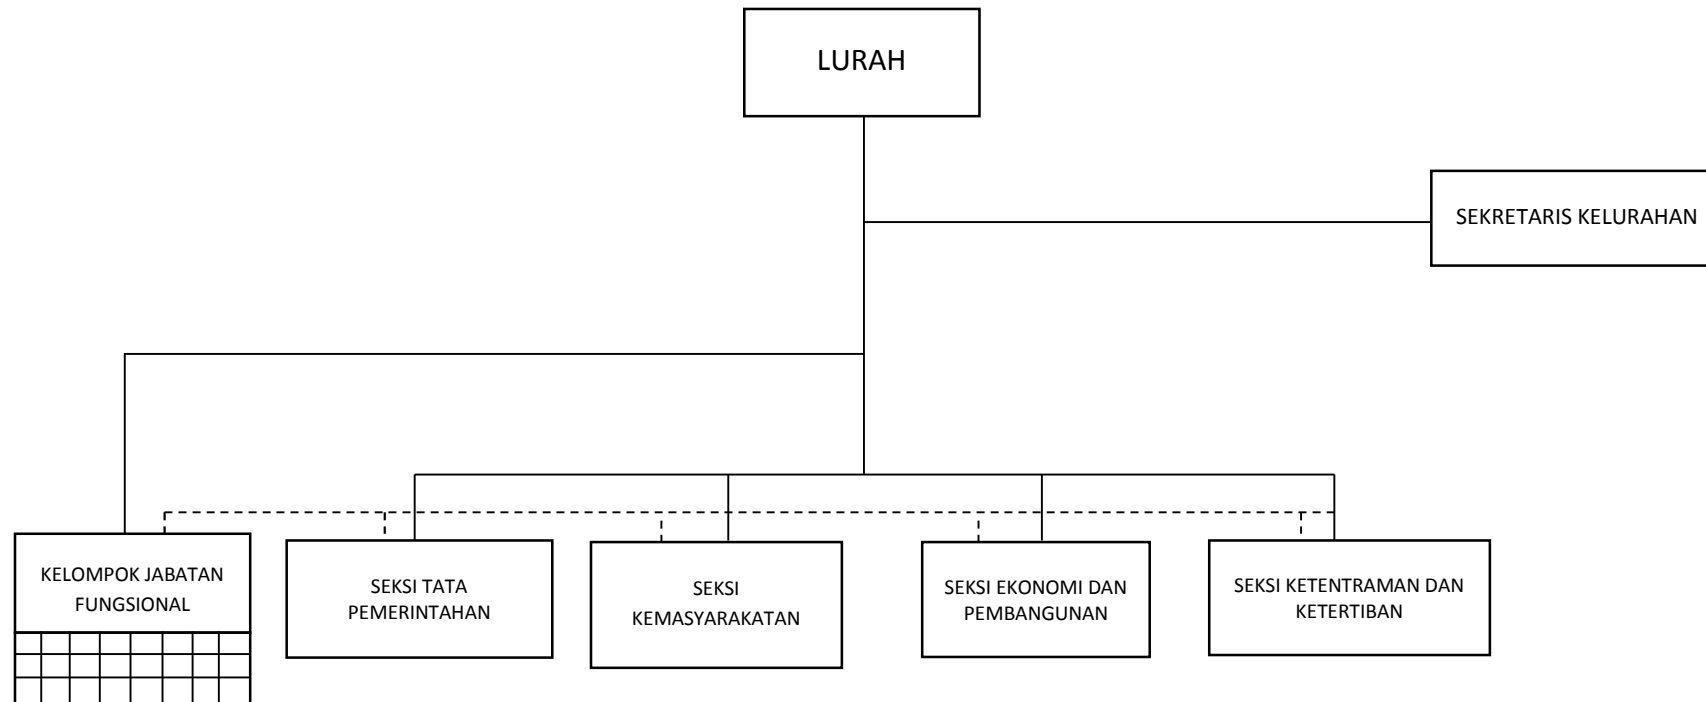 LURAH
SEKRETARIS KELURAHAN
KELOMPOK JABATAN
FUNGSIONAL
SEKSI TATA
PEMERINTAHAN
SEKSI
KEMASYARAKATAN
SEKSI EKONOMI DAN
PEMBANGUNAN
SEKSI KETENTRAMAN DAN
KETERTIBAN